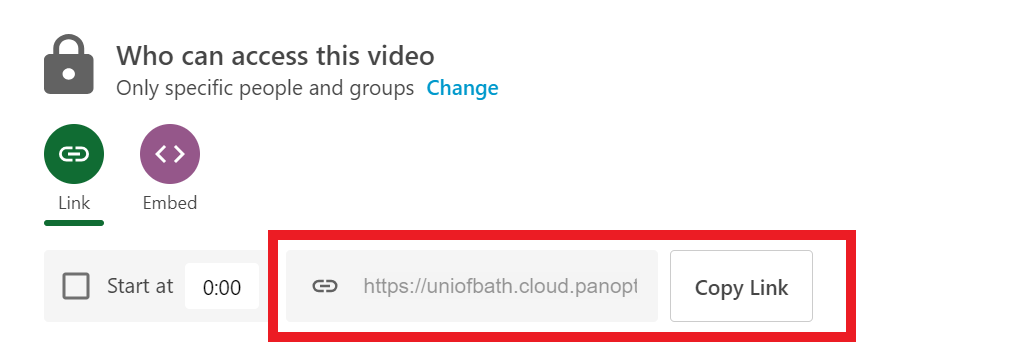 Who can access this video
Only specific people and groups Change
Link Embed
Start at 0:00 https://uniofbath.cloud.panopt Copy Link